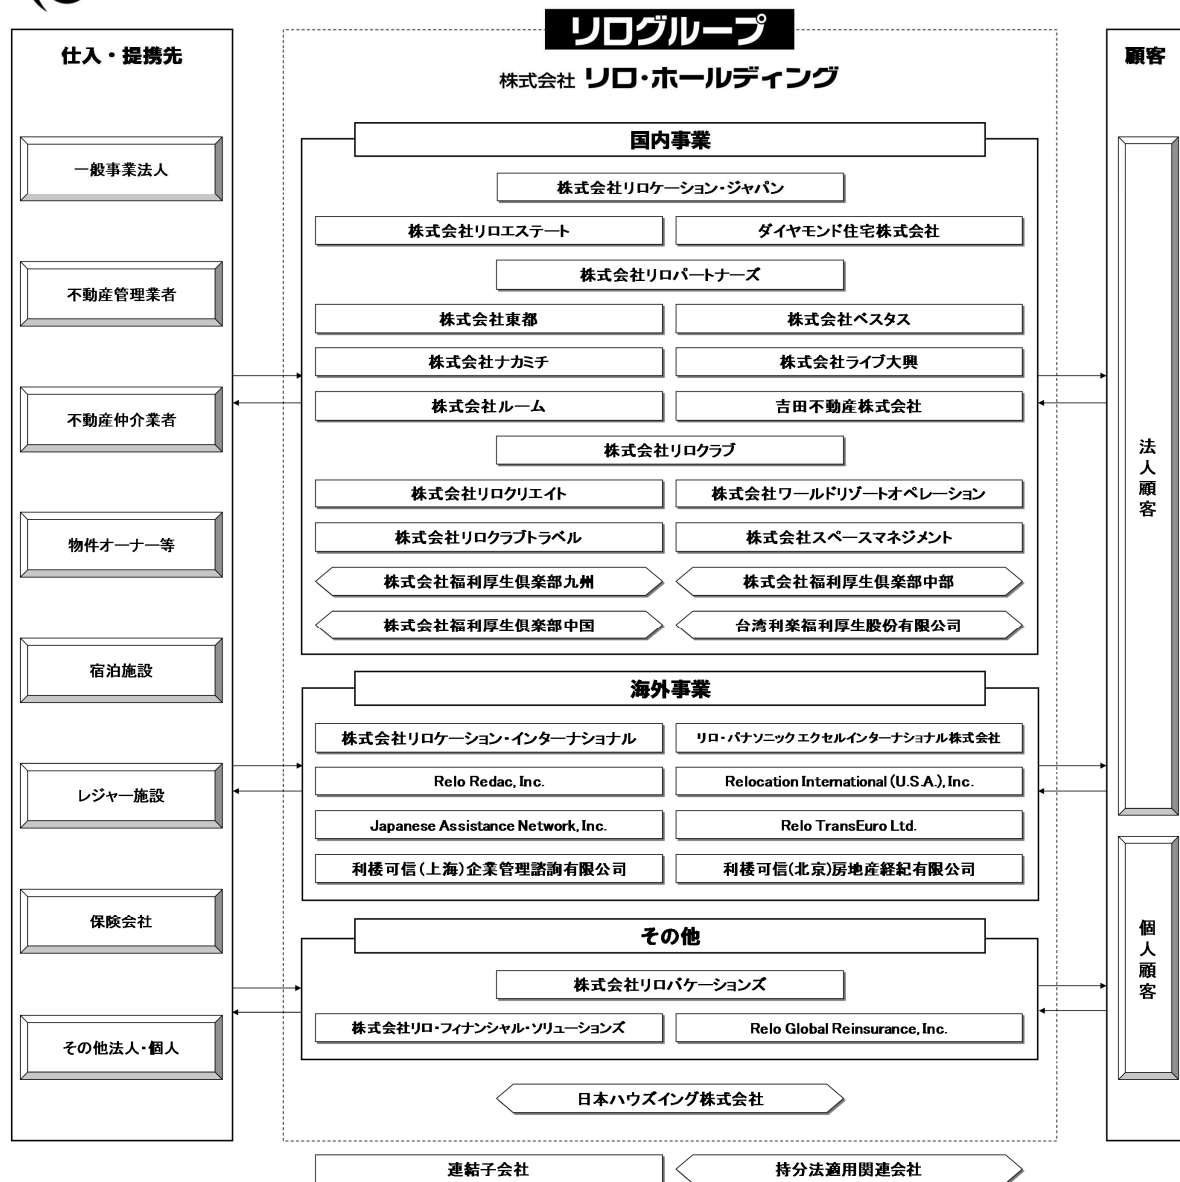 リログループ
株式会社 リロ・ホールディング
仕入・提携先
一般事業法人
不動産管理業者
不動産仲介業者
物件オーナー等
宿泊施設
レジャー施設
保険会社
その他法人・個人
国内事業
株式会社リロケーション・ジャパン
株式会社リロエステート
ダイヤモンド住宅株式会社
株式会社リロパートナーズ
株式会社東都
株式会社ベスタス
株式会社ナカミチ
株式会社ライブ大興
株式会社ルーム
吉田不動産株式会社
株式会社リロクラブ
株式会社リロクリエイト
株式会社ワールドリゾートオペレーション
株式会社リロクラブトラベル
株式会社スペースマネジメント
株式会社福利厚生倶楽部九州
株式会社福利厚生倶楽部中部
株式会社福利厚生倶楽部中国
台湾利楽福利厚生股份有限公司
海外事業
株式会社リロケーション・インターナショナル
リロ・パナソニック エクセルインターナショナル株式会社
Relo Redac, Inc.
Relocation International (U.S.A.), Inc.
Japanese Assistance Network, Inc.
Relo TransEuro Ltd.
利楼可信(上海)企業管理諮詢有限公司
利楼可信(北京)房地産経紀有限公司
その他
株式会社リロバケーションズ
株式会社リロ・フィナンシャル・ソリューションズ
Relo Global Reinsurance, Inc.
日本ハウズイング株式会社
顧客
法人顧客
個人顧客
連結子会社
持分法適用関連会社